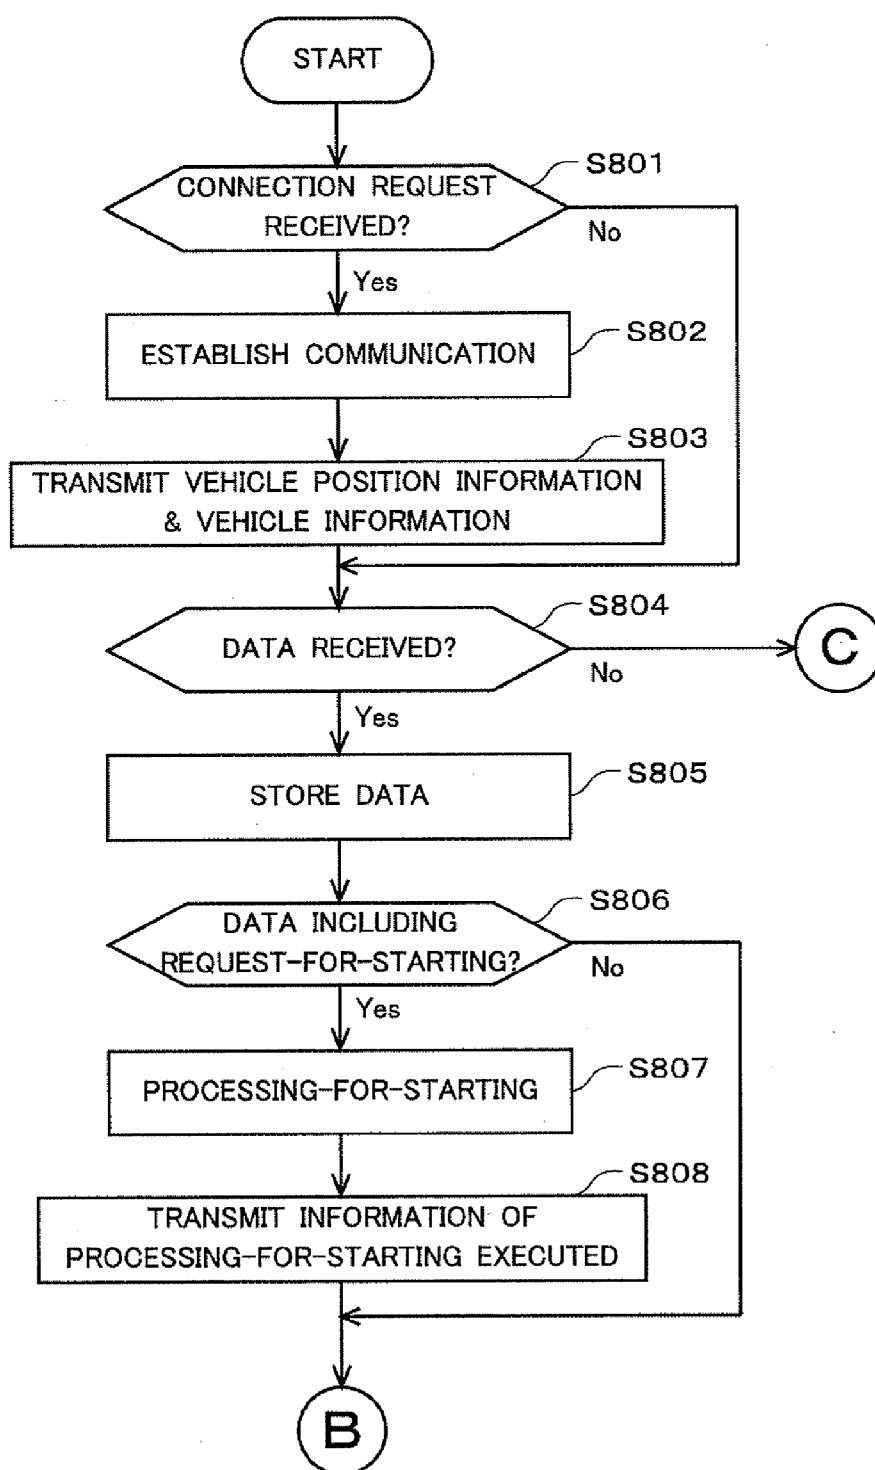 START
S801
CONNECTION REQUEST
RECEIVED?
No
Yes
S802
ESTABLISH COMMUNICATION
S803
TRANSMIT VEHICLE POSITION INFORMATION
& VEHICLE INFORMATION
S804
DATA RECEIVED?
No
C
Yes
S805
STORE DATA
S806
DATA INCLUDING
REQUEST-FOR-STARTING?
No
Yes
S807
PROCESSING-FOR-STARTING
S808
TRANSMIT INFORMATION OF
PROCESSING-FOR-STARTING EXECUTED
B